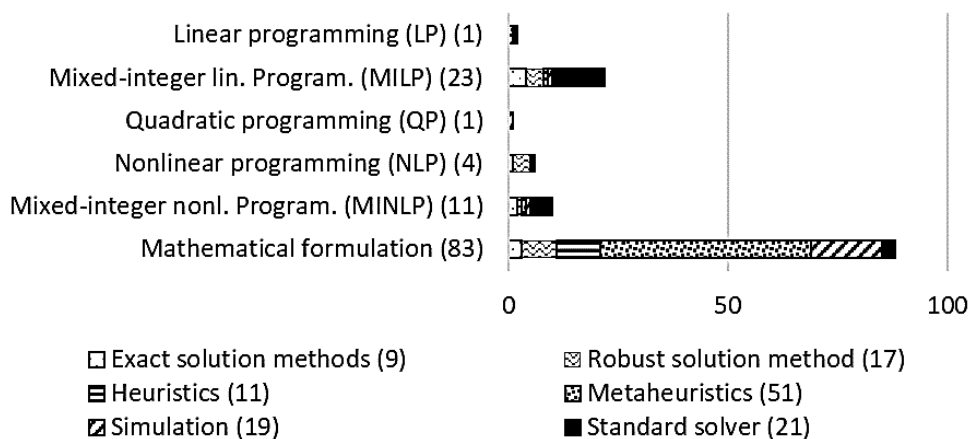 Linear programming (LP) (1)
Mixed-integer lin. Program. (MILP) (23)
Quadratic programming (QP) (1)
Nonlinear programming (NLP) (4)
Mixed-integer nonl. Program. (MINLP) (11)
Mathematical formulation (83)
0 50 100
Exact solution methods (9) Robust solution method (17)
Heuristics (11) Metaheuristics (51)
Simulation (19) Standard solver (21)